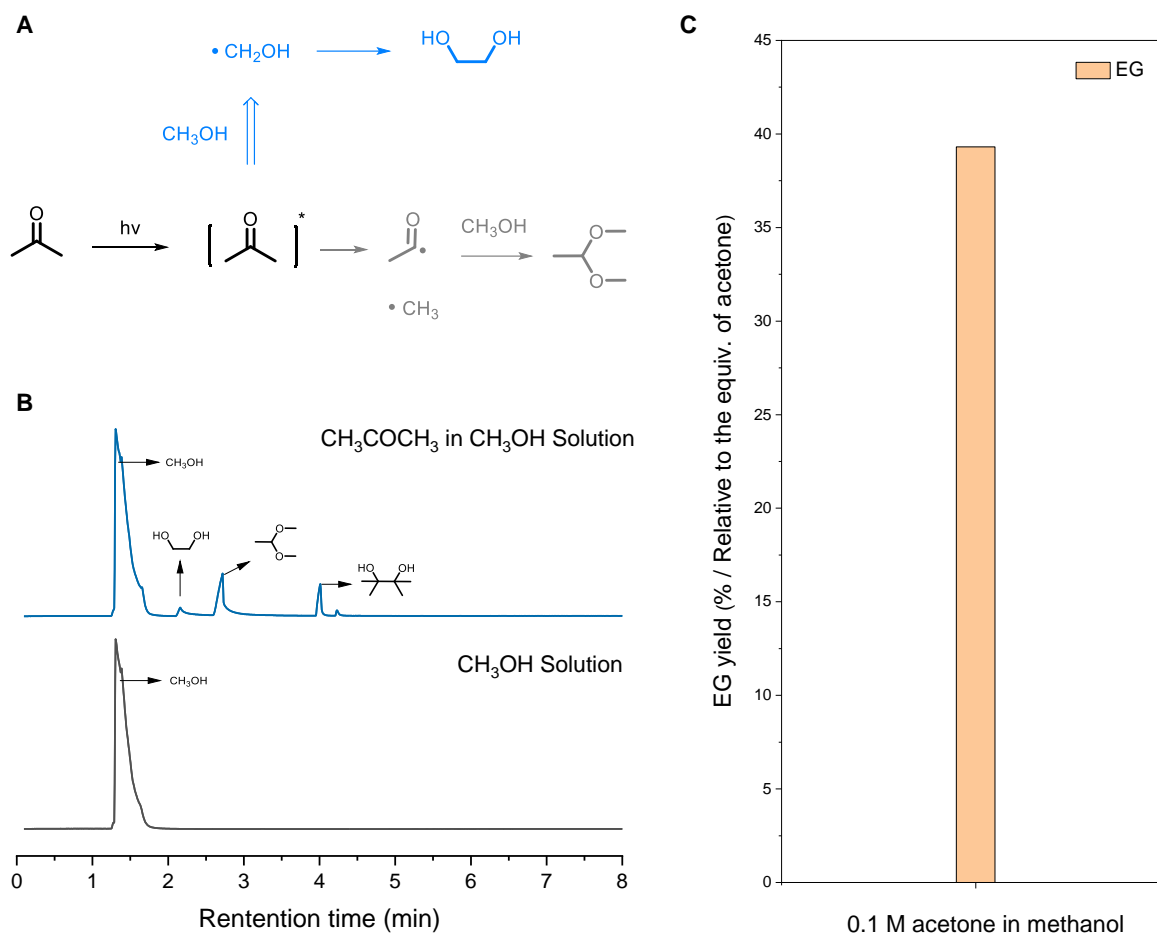 A
• CH₂OH
HO
OH
CH₃OH
O
hν
O
*
O
•
CH₃OH
O
O
• CH₃
B
CH₃COCH₃ in CH₃OH Solution
CH₃OH
HO
OH
O
O
HO
OH
CH₃OH Solution
CH₃OH
0
1
2
3
4
5
6
7
8
Rentention time (min)
C
EG
45
40
35
30
25
20
15
10
5
0
EG yield (% / Relative to the equiv. of acetone)
0.1 M acetone in methanol